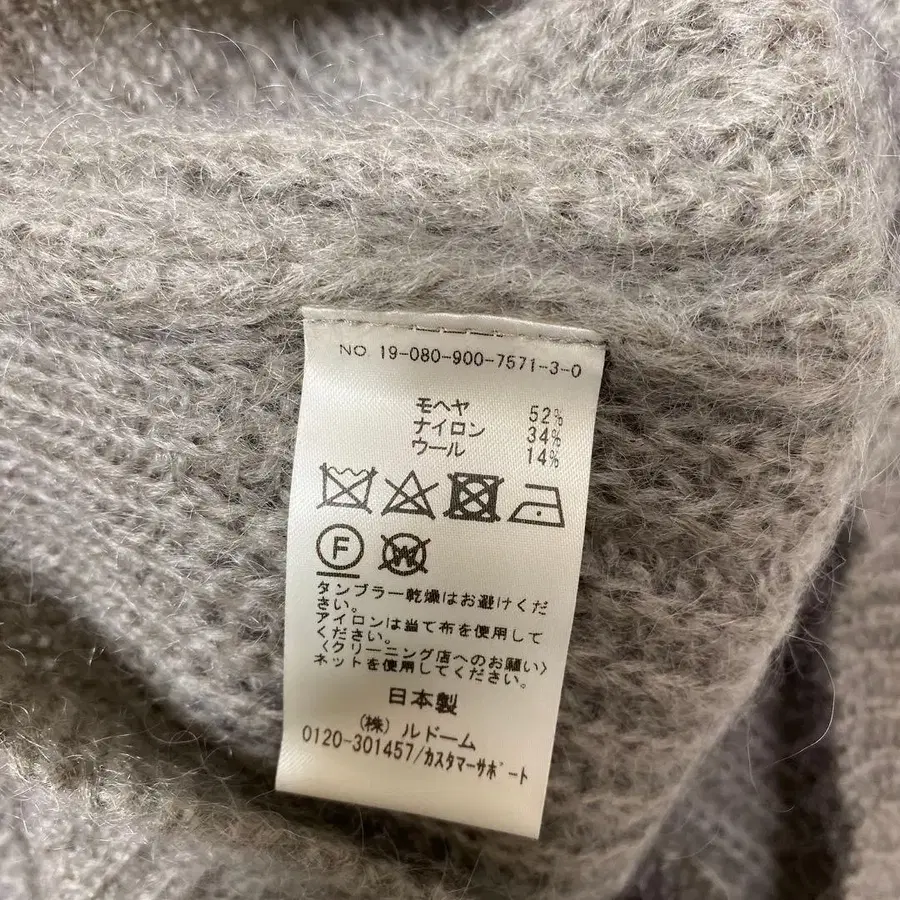 NO. 19-080-900-7571-3-0
モヘヤ 52%
ナイロン 34%
ウール 14%
F W
タンブラー乾燥はお避けくだ
さい。
アイロンは当て布を使用して
ください。
〈クリーニング店へのお願い〉
ネットを使用してください。
日本製
(株) ルドーム
0120-301457/カスタマーサポート